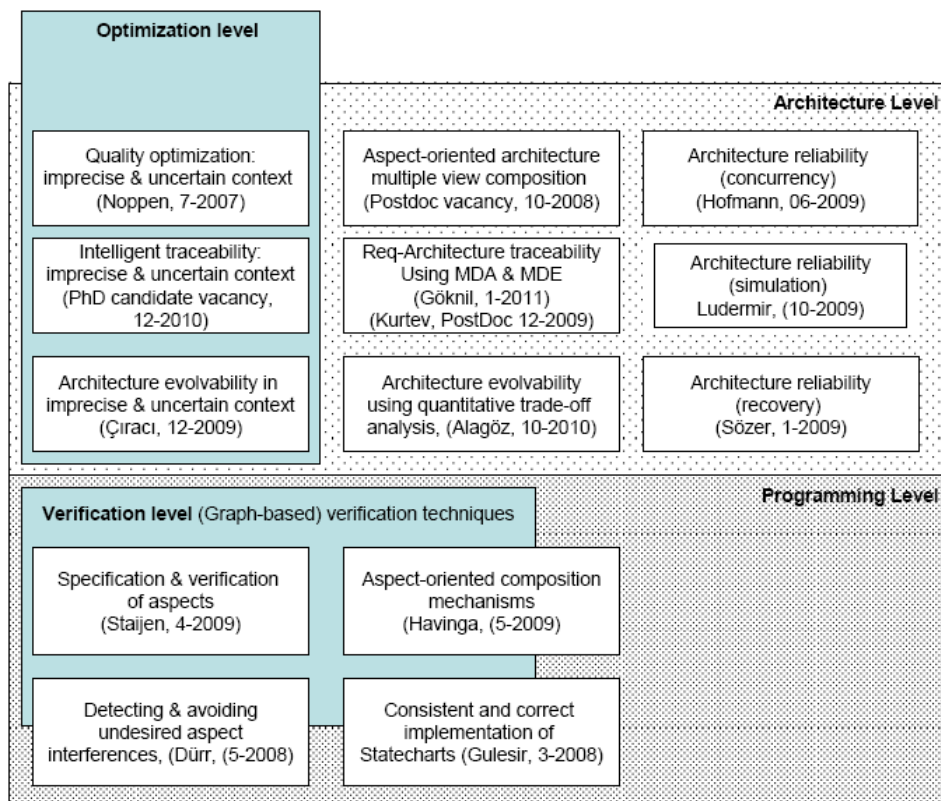 Optimization level
Architecture Level
Quality optimization:
imprecise & uncertain context
(Noppen, 7-2007)
Aspect-oriented architecture
multiple view composition
(Postdoc vacancy, 10-2008)
Architecture reliability
(concurrency)
(Hofmann, 06-2009)
Intelligent traceability:
imprecise & uncertain context
(PhD candidate vacancy,
12-2010)
Req-Architecture traceability
Using MDA & MDE
(Göknil, 1-2011)
(Kurtev, PostDoc 12-2009)
Architecture reliability
(simulation)
Ludermir, (10-2009)
Architecture evolvability in
imprecise & uncertain context
(Çıracı, 12-2009)
Architecture evolvability
using quantitative trade-off
analysis, (Alagöz, 10-2010)
Architecture reliability
(recovery)
(Sözer, 1-2009)
Programming Level
Verification level (Graph-based) verification techniques
Specification & verification
of aspects
(Staijen, 4-2009)
Aspect-oriented composition
mechanisms
(Havinga, (5-2009)
Detecting & avoiding
undesired aspect
interferences, (Dürr, (5-2008)
Consistent and correct
implementation of
Statecharts (Gulesir, 3-2008)